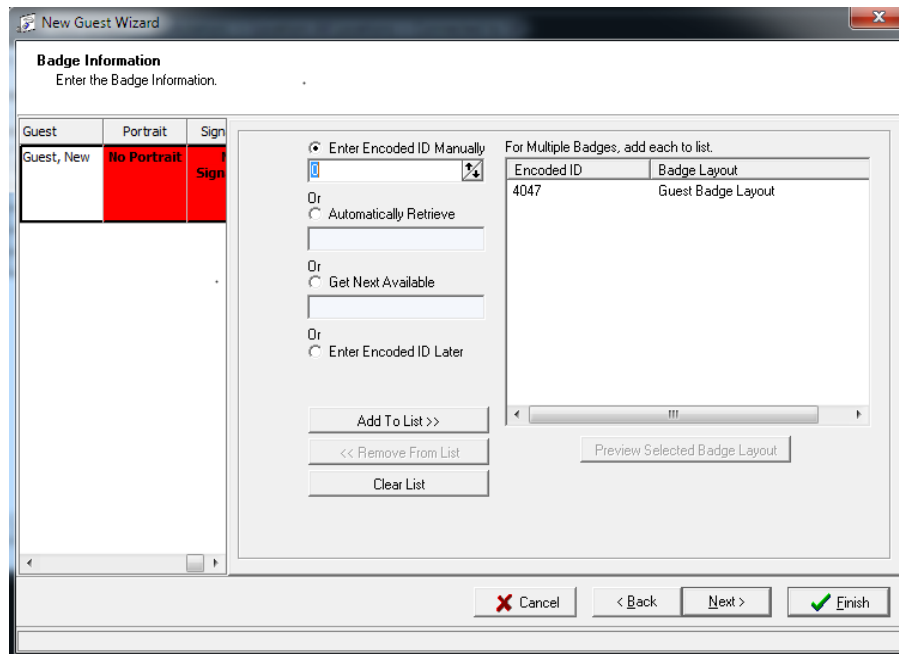 New Guest Wizard
Badge Information
Enter the Badge Information.
Guest Portrait Sign
Guest, New No Portrait
Sign
Enter Encoded ID Manually
0
Or
Automatically Retrieve
Or
Get Next Available
Or
Enter Encoded ID Later
Add To List >>
<< Remove From List
Clear List
For Multiple Badges, add each to list.
Encoded ID Badge Layout
4047 Guest Badge Layout
Preview Selected Badge Layout
Cancel < Back Next > Finish